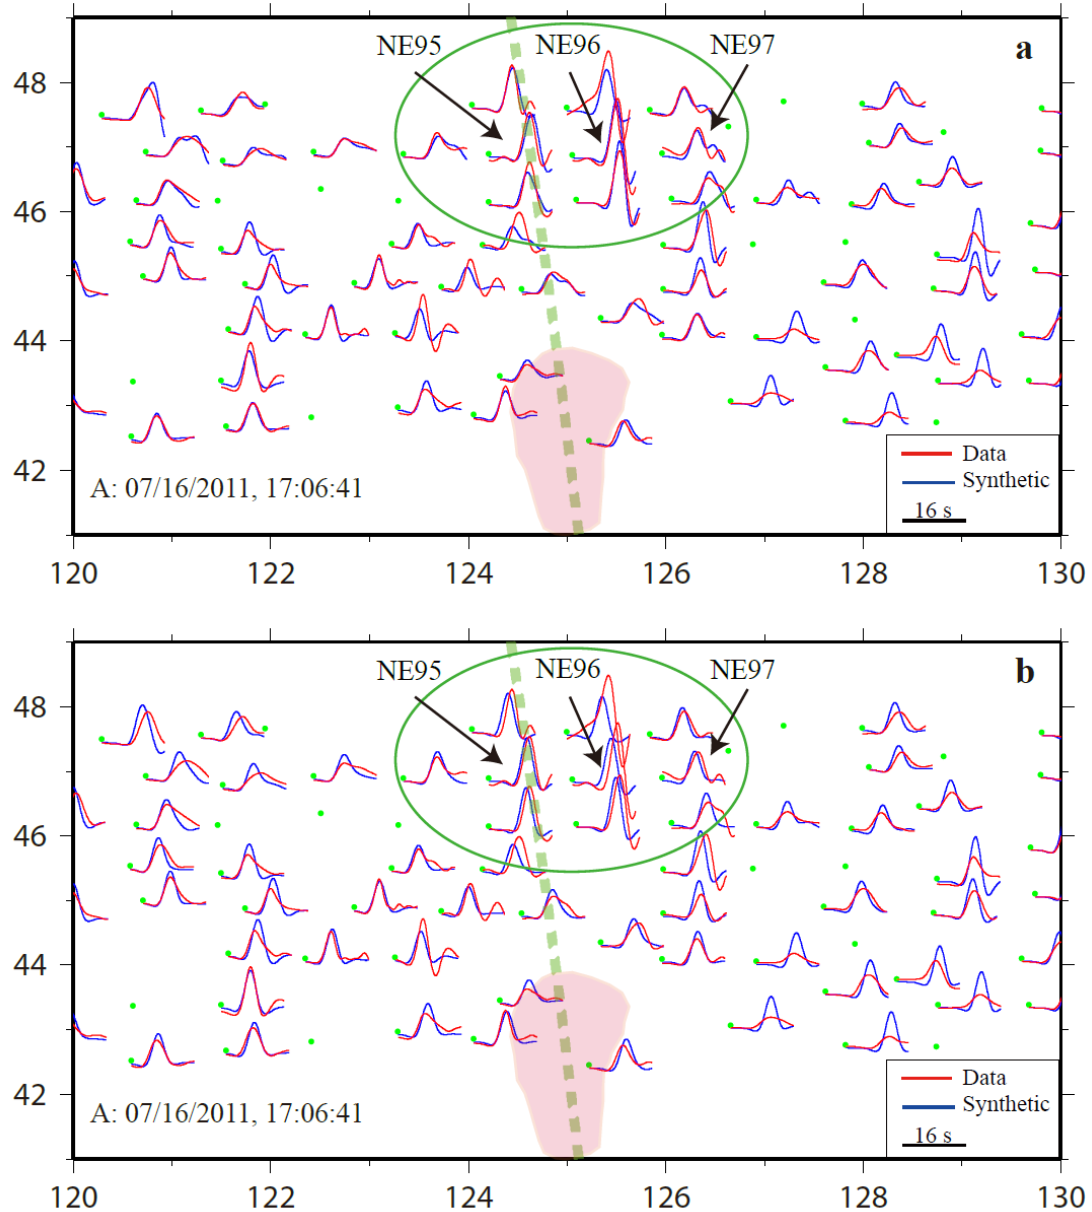 a
NE95 NE96 NE97
48
46
44
42
A: 07/16/2011, 17:06:41
Data
Synthetic
16 s
120 122 124 126 128 130
b
NE95 NE96 NE97
48
46
44
42
A: 07/16/2011, 17:06:41
Data
Synthetic
16 s
120 122 124 126 128 130